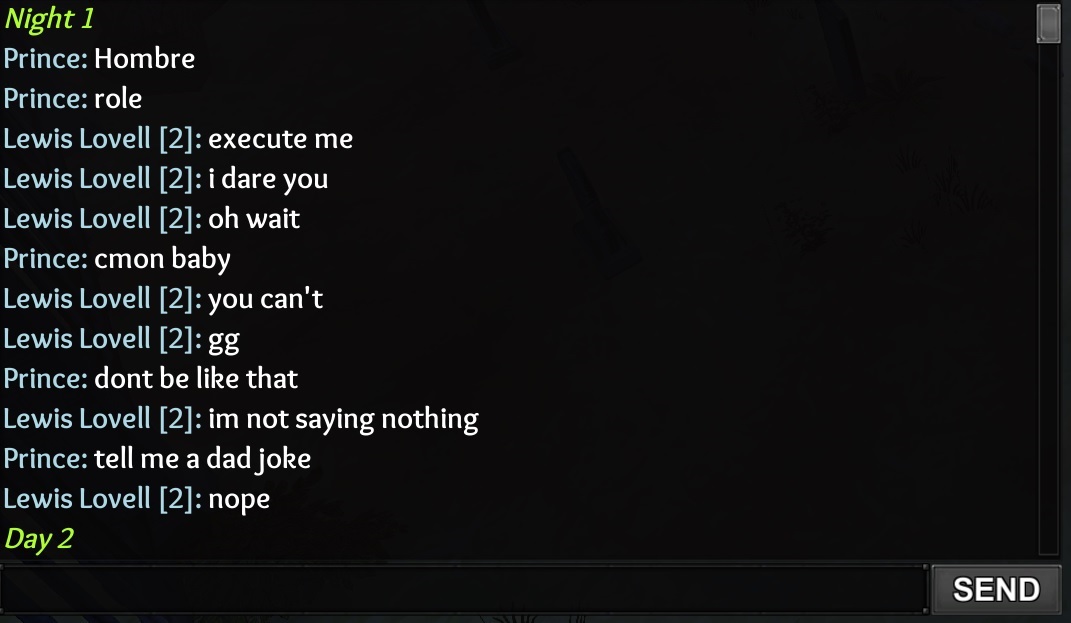 Night 1
Prince: Hombre
Prince: role
Lewis Lovell [2]: execute me
Lewis Lovell [2]: i dare you
Lewis Lovell [2]: oh wait
Prince: cmon baby
Lewis Lovell [2]: you can't
Lewis Lovell [2]: gg
Prince: dont be like that
Lewis Lovell [2]: im not saying nothing
Prince: tell me a dad joke
Lewis Lovell [2]: nope
Day 2
SEND